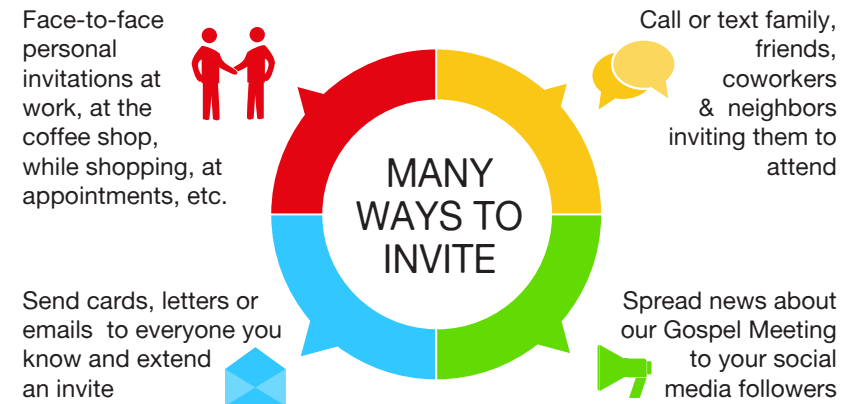 Face-to-face
personal
invitations at
work, at the
coffee shop,
while shopping, at
appointments, etc.
Call or text family,
friends,
coworkers
& neighbors
inviting them to
attend
MANY
WAYS TO
INVITE
Send cards, letters or
emails to everyone you
know and extend
an invite
Spread news about
our Gospel Meeting
to your social
media followers